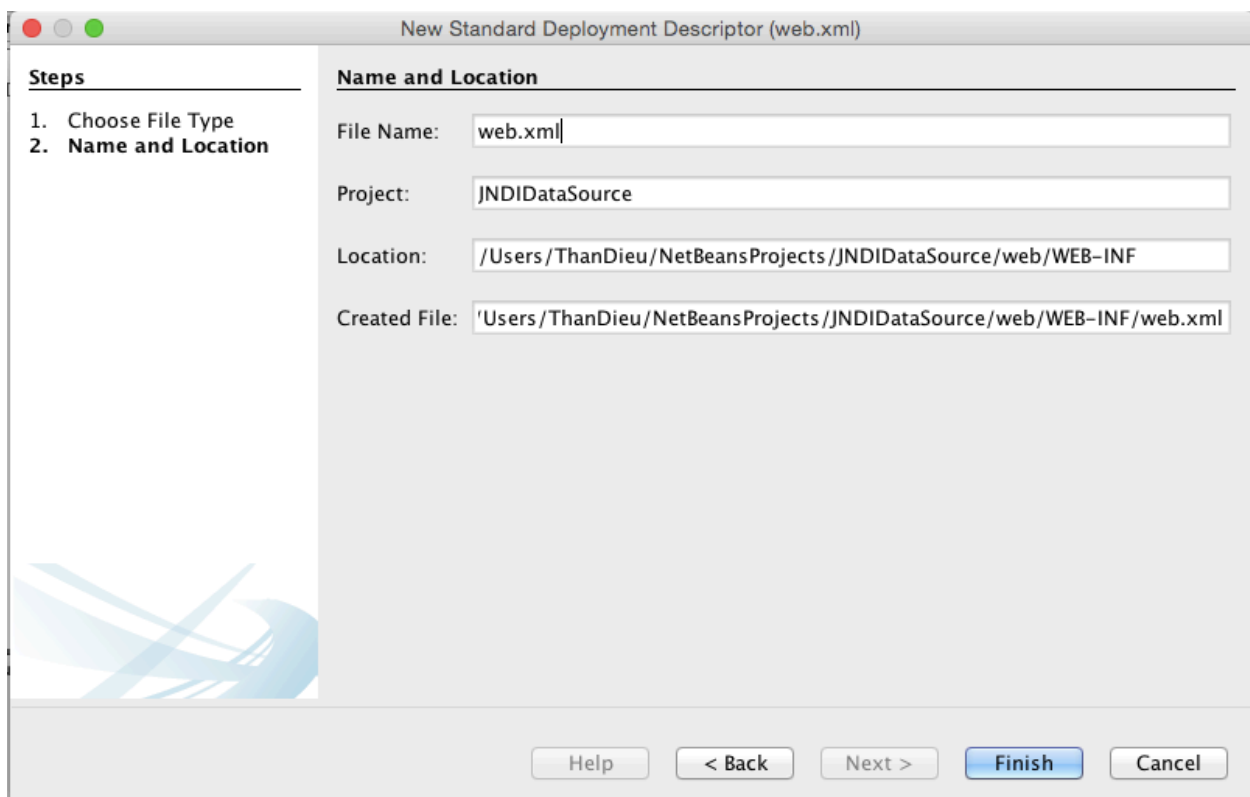 New Standard Deployment Descriptor (web.xml)
Steps
1. Choose File Type
2. Name and Location
Name and Location
File Name: web.xml
Project: JNDIDataSource
Location: /Users/ThanDieu/NetBeansProjects/JNDIDataSource/web/WEB-INF
Created File: /Users/ThanDieu/NetBeansProjects/JNDIDataSource/web/WEB-INF/web.xml
Help < Back Next > Finish Cancel